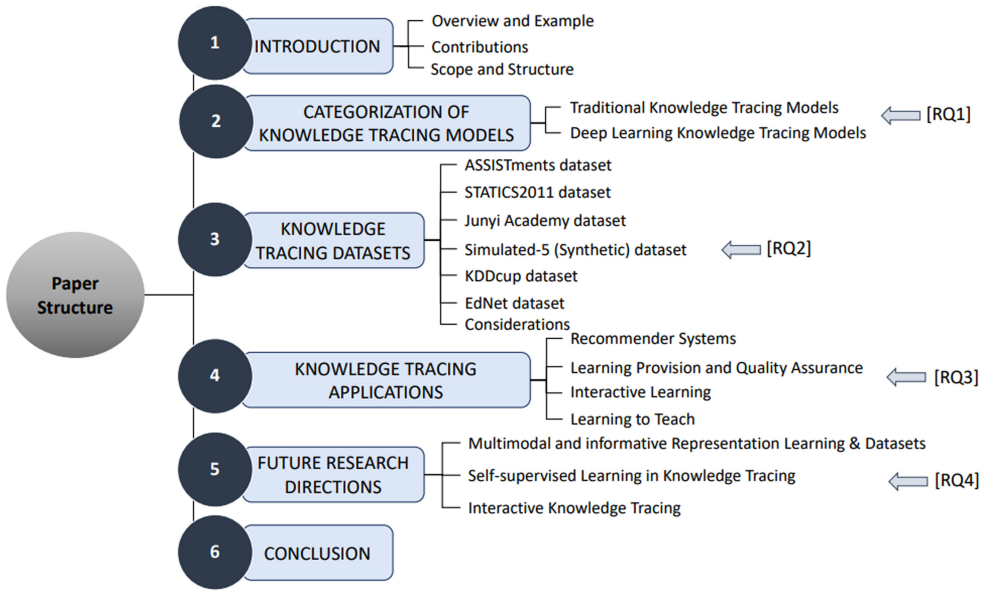 Paper
Structure
1
INTRODUCTION
Overview and Example
Contributions
Scope and Structure
2
CATEGORIZATION OF
KNOWLEDGE TRACING MODELS
Traditional Knowledge Tracing Models
Deep Learning Knowledge Tracing Models
[RQ1]
3
KNOWLEDGE
TRACING DATASETS
ASSISTments dataset
STATICS2011 dataset
Junyi Academy dataset
Simulated-5 (Synthetic) dataset
KDDcup dataset
EdNet dataset
Considerations
[RQ2]
4
KNOWLEDGE TRACING
APPLICATIONS
Recommender Systems
Learning Provision and Quality Assurance
Interactive Learning
Learning to Teach
[RQ3]
5
FUTURE RESEARCH
DIRECTIONS
Multimodal and informative Representation Learning & Datasets
Self-supervised Learning in Knowledge Tracing
Interactive Knowledge Tracing
[RQ4]
6
CONCLUSION